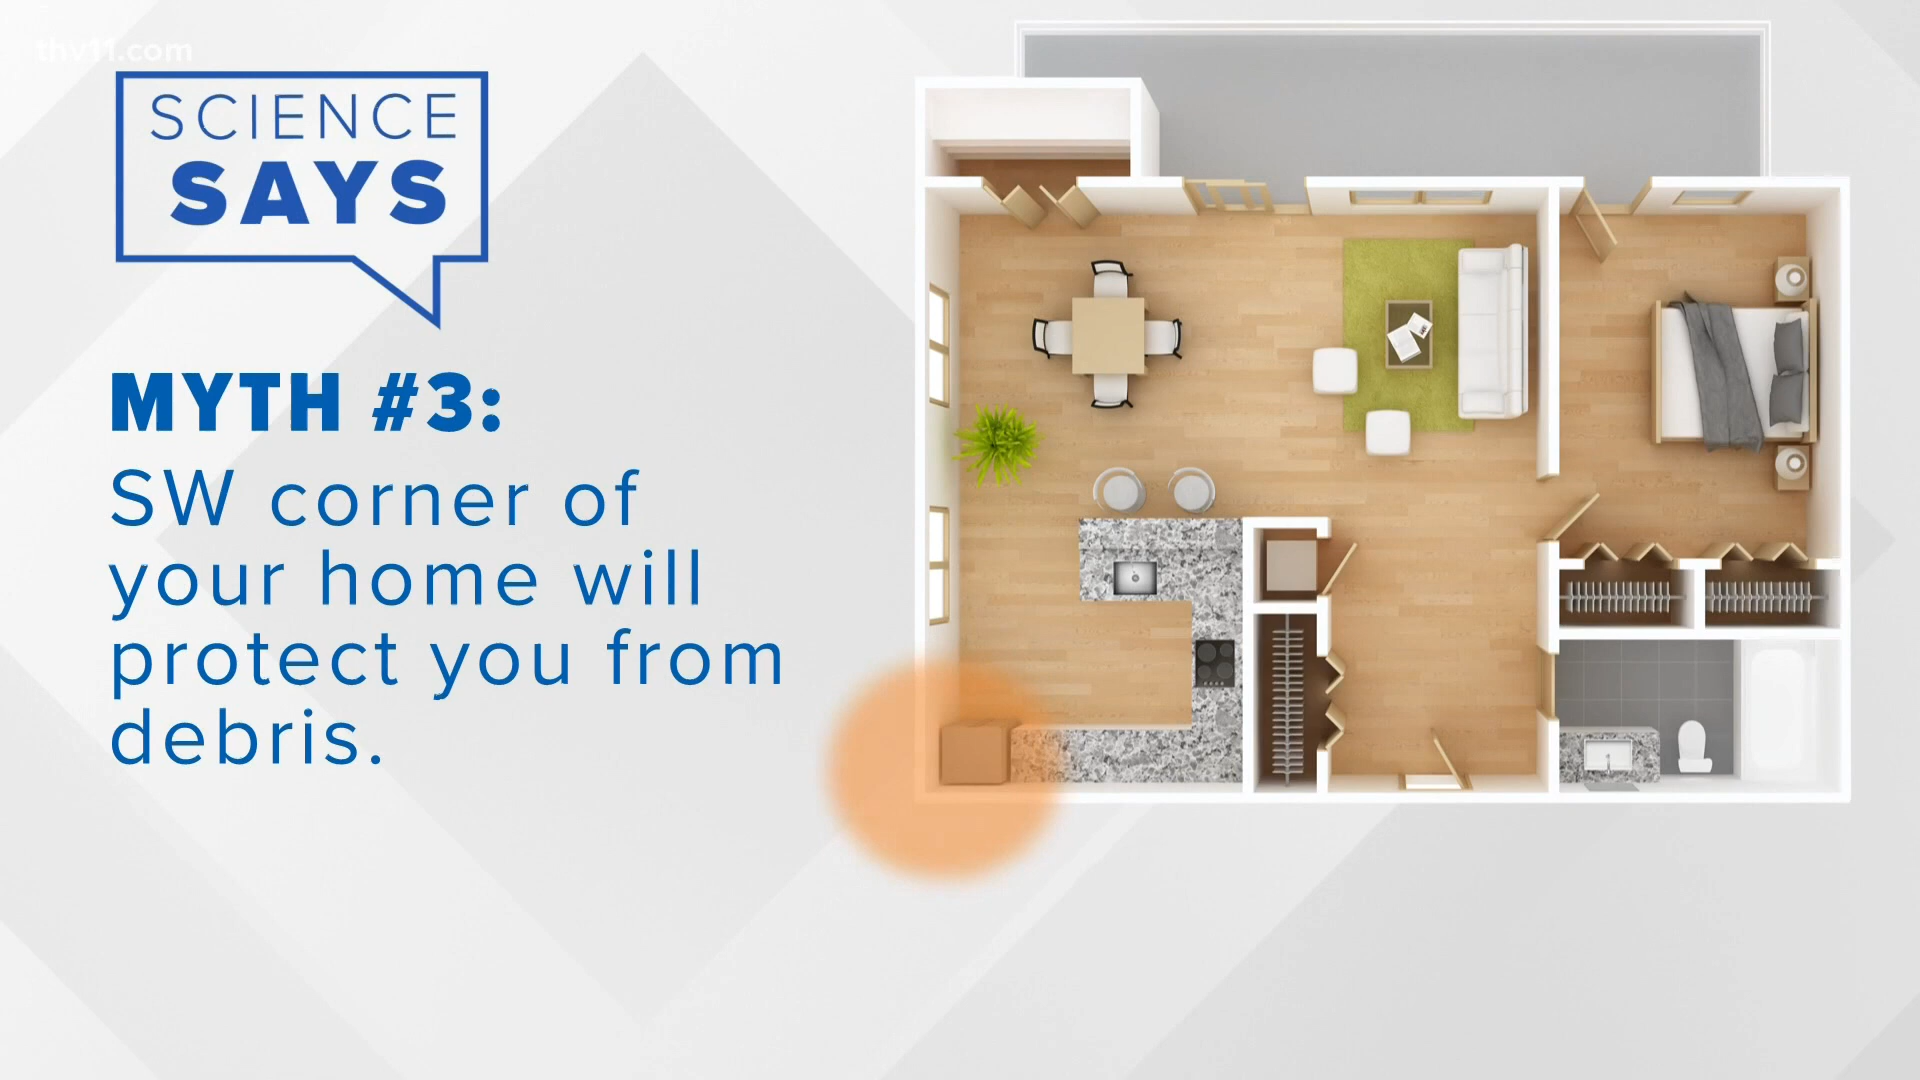 thv11.com
SCIENCE
SAYS
MYTH #3:
SW corner of
your home will
protect you from
debris.